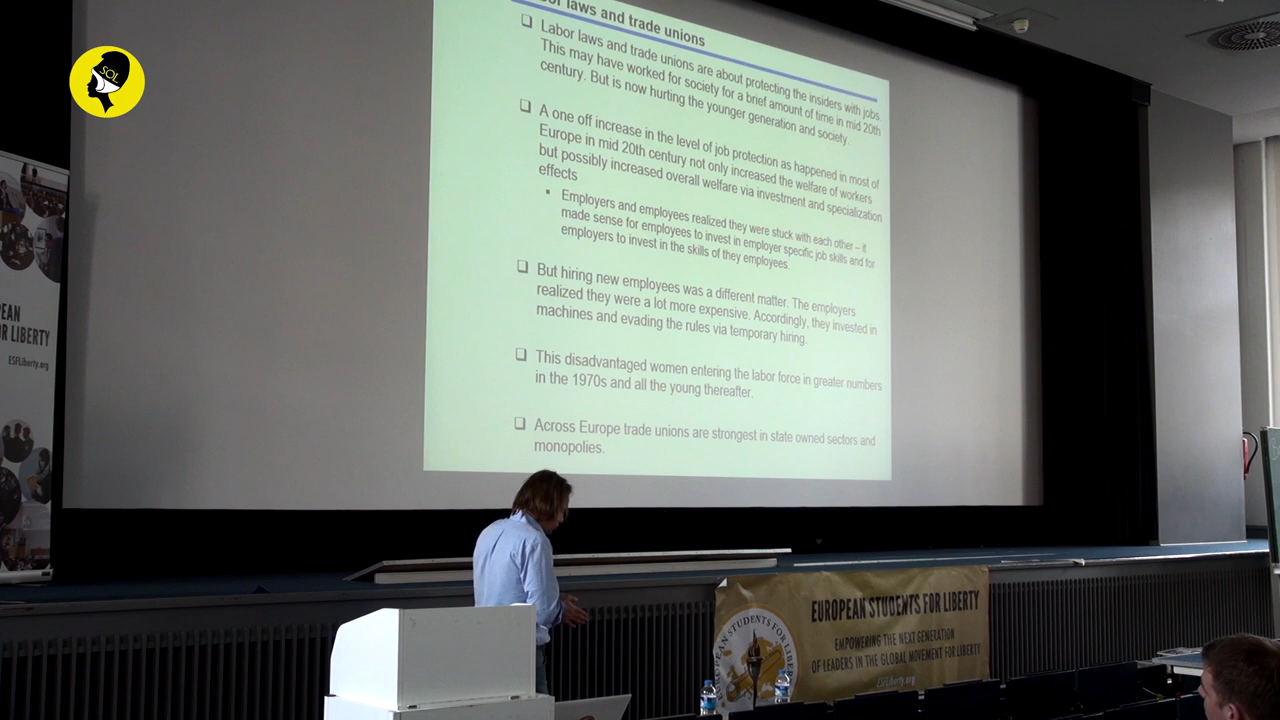 SOL
laws and trade unions
Labor laws and trade unions are about protecting the insiders with jobs.
This may have worked for society for a brief amount of time in mid 20th
century. But is now hurting the younger generation and society.
A one off increase in the level of job protection as happened in most of
Europe in mid 20th century not only increased the welfare of workers
but possibly increased overall welfare via investment and specialization
effects
Employers and employees realized they were stuck with each other – it
made sense for employees to invest in employer specific job skills and for
employers to invest in the skills of they employees.
But hiring new employees was a different matter. The employers
realized they were a lot more expensive. Accordingly, they invested in
machines and evading the rules via temporary hiring.
This disadvantaged women entering the labor force in greater numbers
in the 1970s and all the young thereafter.
Across Europe trade unions are strongest in state owned sectors and
monopolies.
PEAN
OR LIBERTY
ESFLiberty.org
EUROPEAN STUDENTS FOR LIBERTY
EMPOWERING THE NEXT GENERATION
OF LEADERS IN THE GLOBAL MOVEMENT FOR LIBERTY
ESFLiberty.org
STUDENTS FOR LIBER